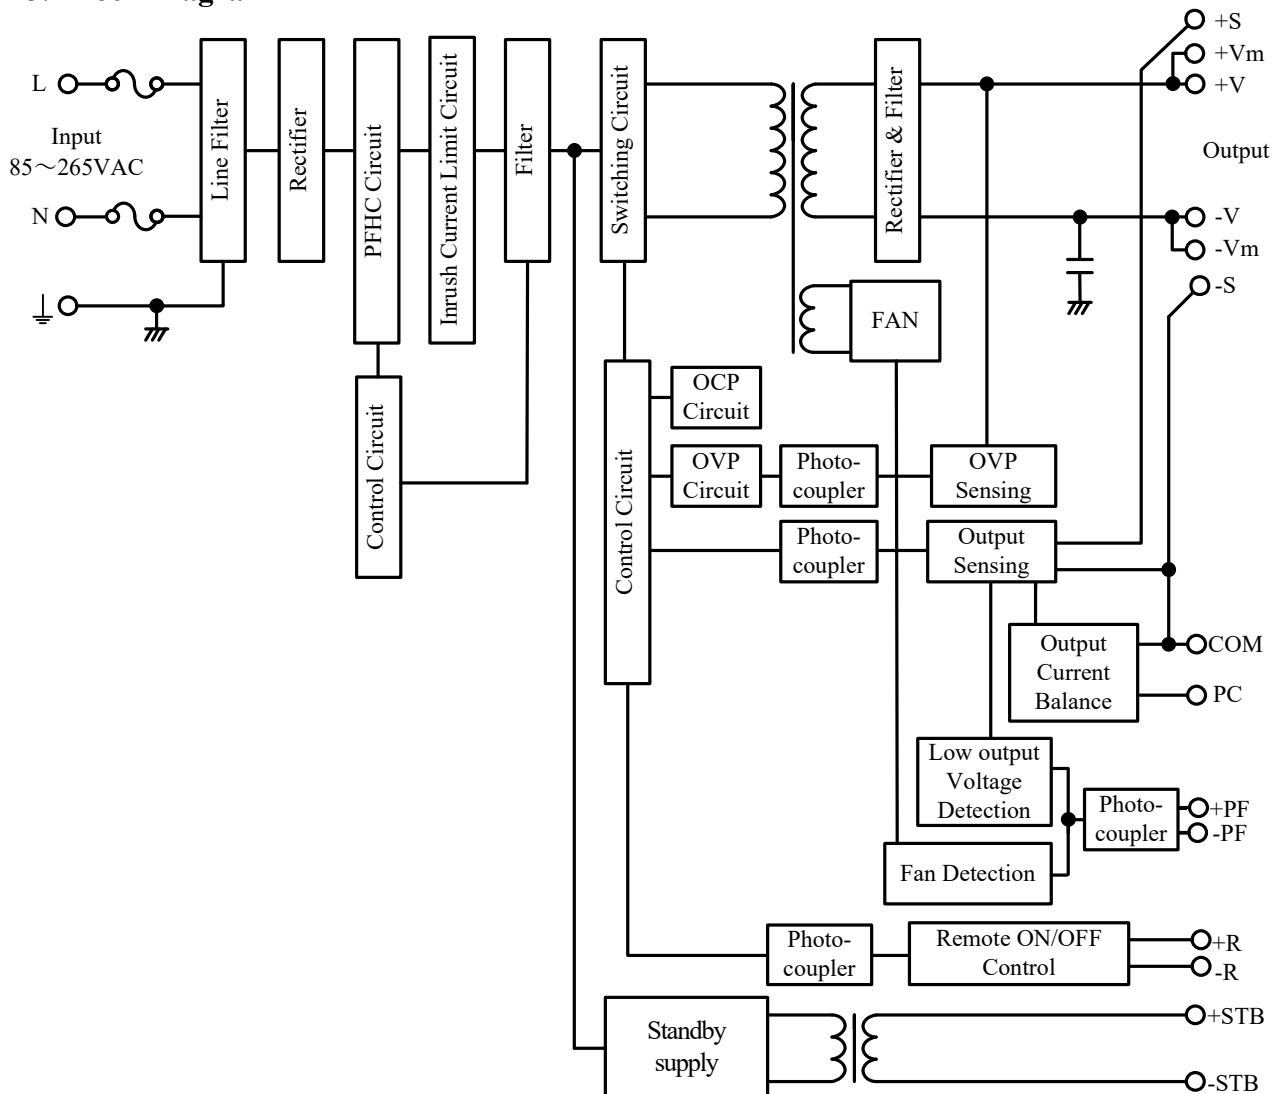 L
Input
85～265VAC
N
Line Filter
Rectifier
PFHC Circuit
Inrush Current Limit Circuit
Filter
Switching Circuit
Rectifier & Filter
+S
+Vm
+V
Output
-V
-Vm
-S
FAN
Control Circuit
Control Circuit
OCP
Circuit
OVP
Circuit
Photo-
coupler
OVP
Sensing
Photo-
coupler
Output
Sensing
Output
Current
Balance
COM
PC
Low output
Voltage
Detection
Photo-
coupler
+PF
-PF
Fan Detection
Photo-
coupler
Remote ON/OFF
Control
+R
-R
Standby
supply
+STB
-STB